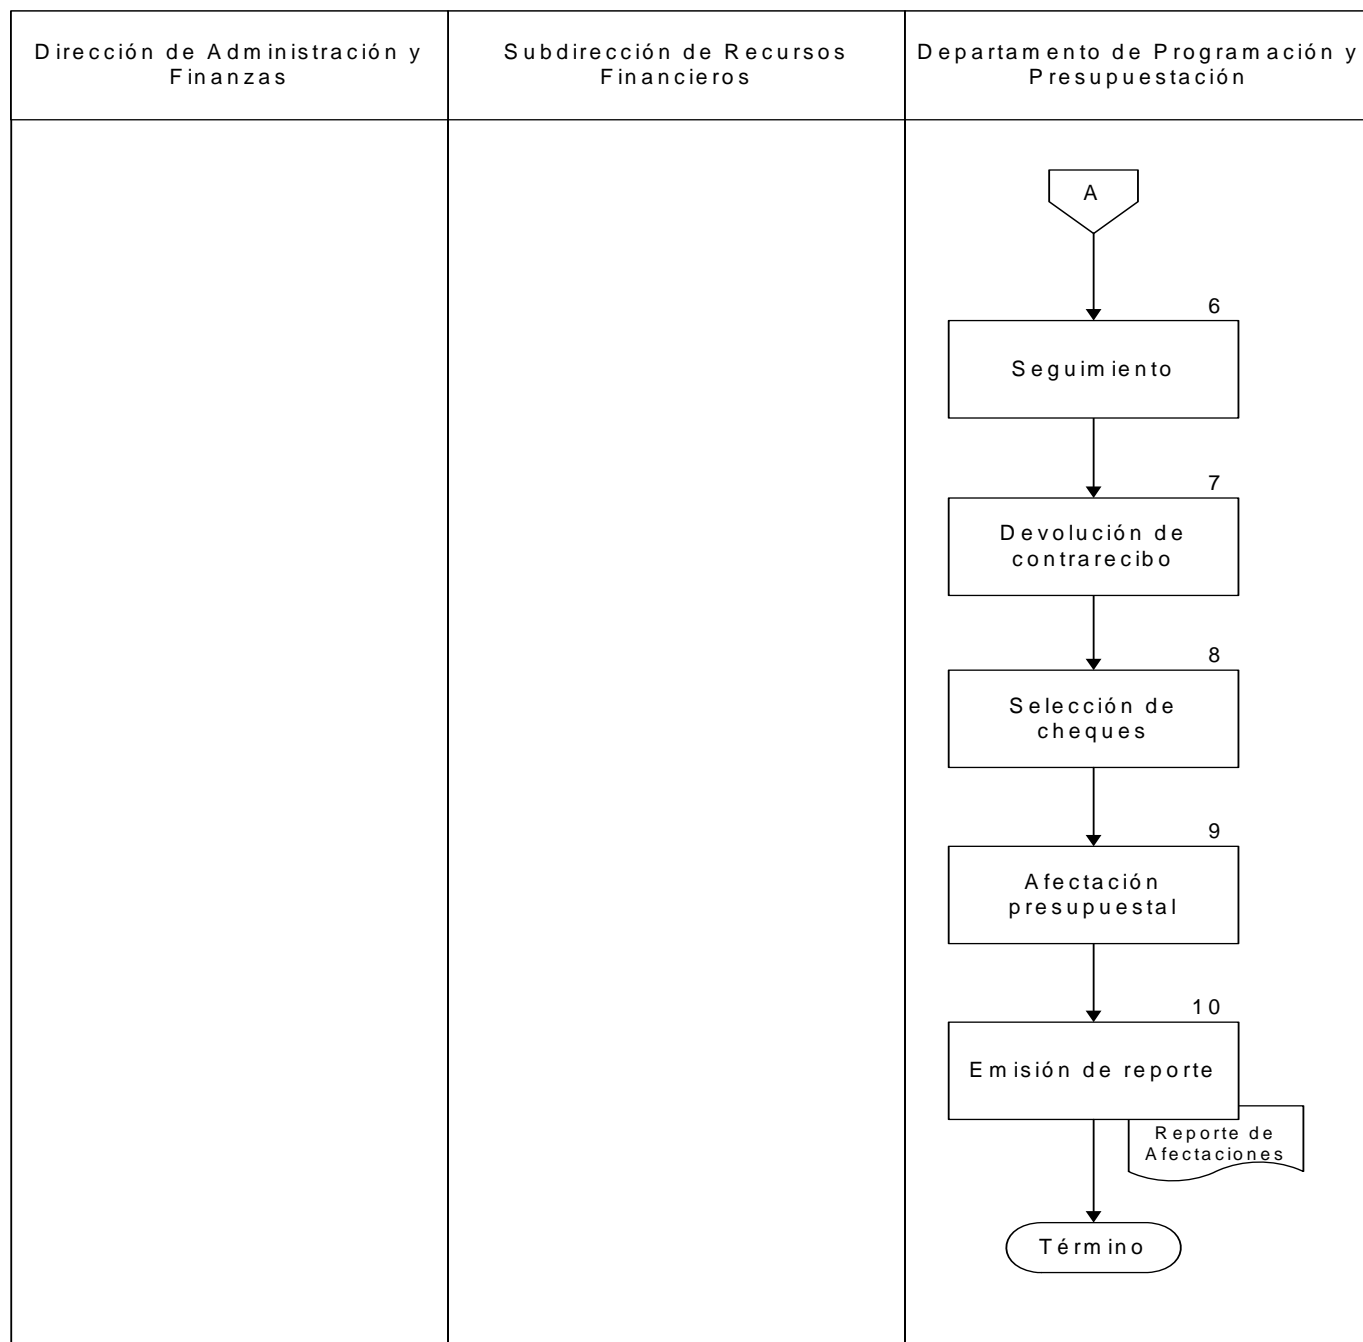 Dirección de Administración y
Finanzas
Subdirección de Recursos
Financieros
Departamento de Programación y
Presupuestación
A
6
Seguimiento
7
Devolución de
contrarecibo
8
Selección de
cheques
9
Afectación
presupuestal
10
Emisión de reporte
Reporte de
Afectaciones
Término